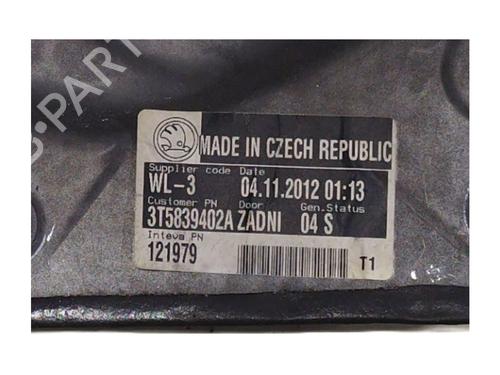 B-PARTS
MADE IN CZECH REPUBLIC
Supplier code Date
WL-3 04.11.2012 01:13
Customer PN Door Gen.Status
3T5839402A ZADNI 04 S
Inteva PN
121979 T1